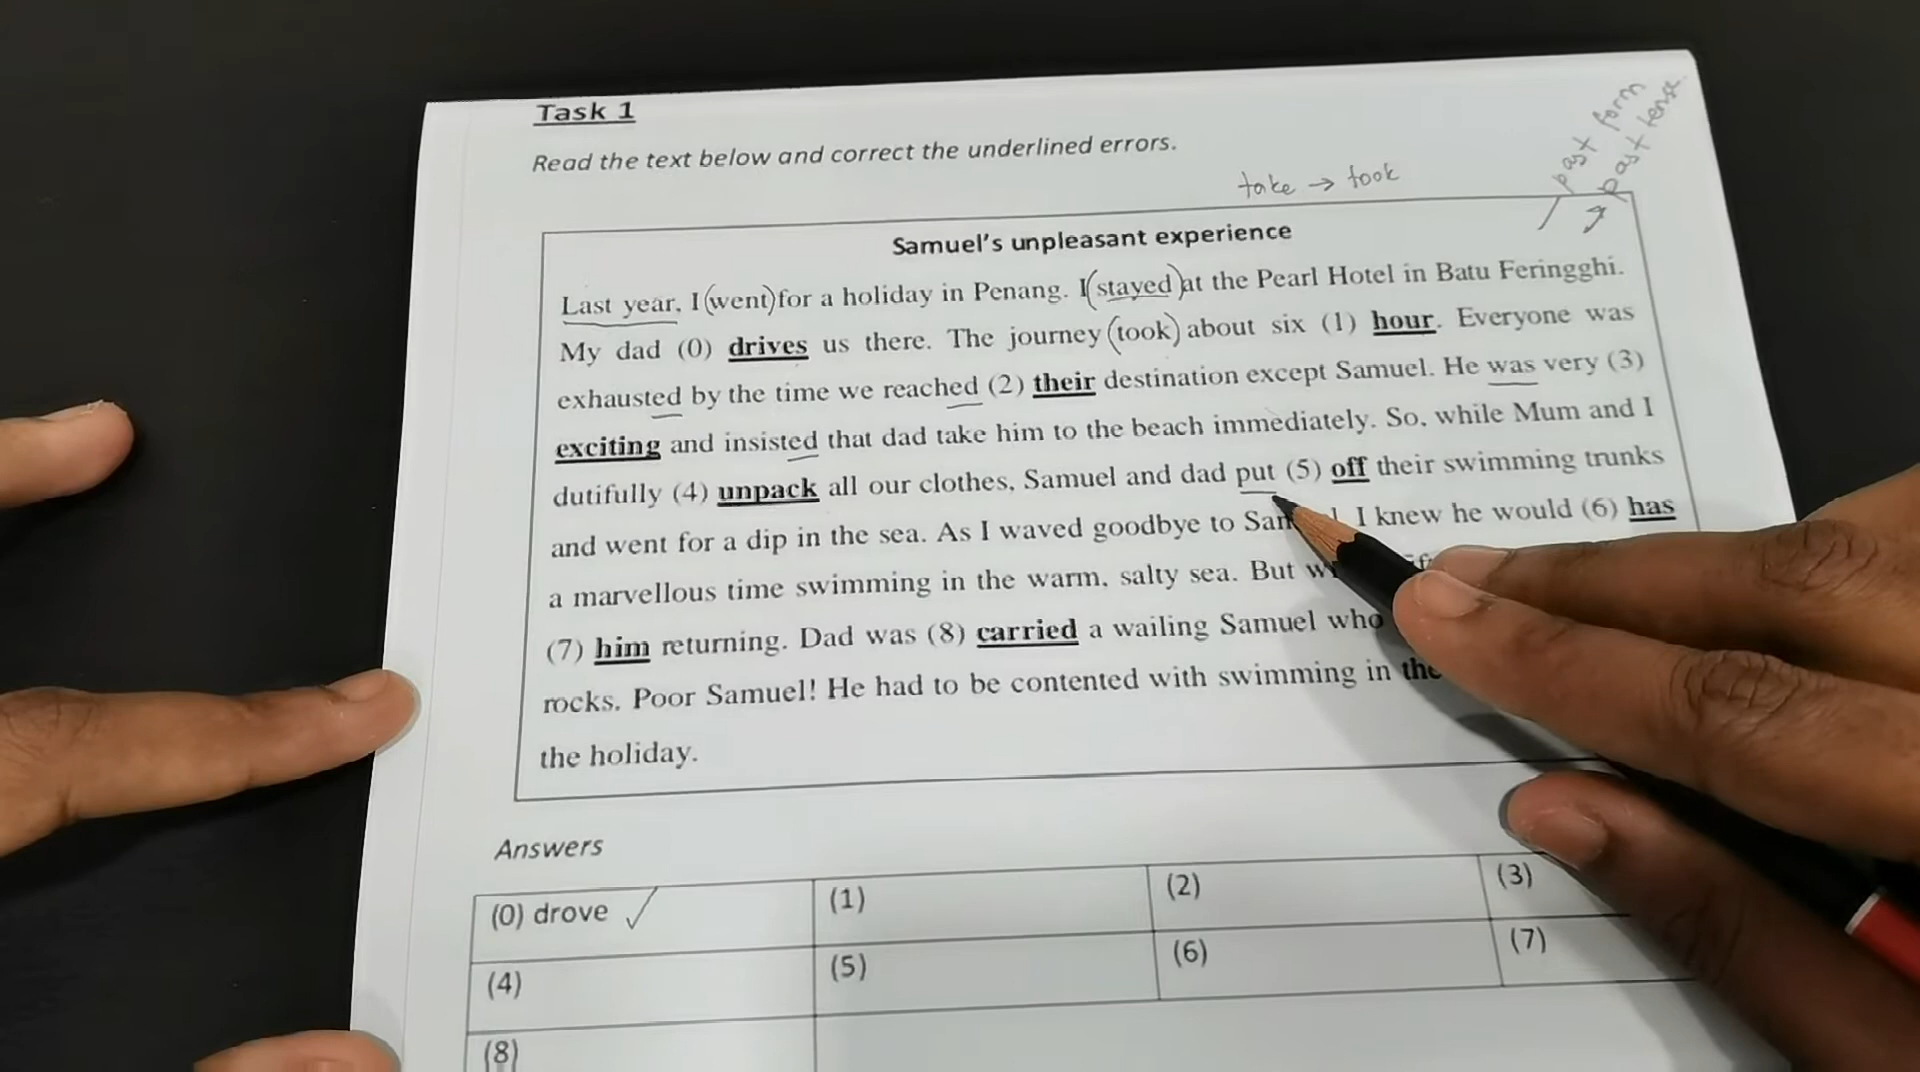 Task 1
Read the text below and correct the underlined errors.
take → took
past form
past tense
Samuel's unpleasant experience
Last year, I (went) for a holiday in Penang. I (stayed) at the Pearl Hotel in Batu Feringghi.
My dad (0) drives us there. The journey (took) about six (1) hour. Everyone was
exhausted by the time we reached (2) their destination except Samuel. He was very (3)
exciting and insisted that dad take him to the beach immediately. So, while Mum and I
dutifully (4) unpack all our clothes, Samuel and dad put (5) off their swimming trunks
and went for a dip in the sea. As I waved goodbye to I knew he would (6) has
a marvellous time swimming in the warm, salty sea. But
(7) him returning. Dad was (8) carried a wailing Samuel who
rocks. Poor Samuel! He had to be contented with swimming in the
the holiday.
Answers
(0) drove ✓ (1) (2) (3)
(4) (5) (6) (7)
(8)